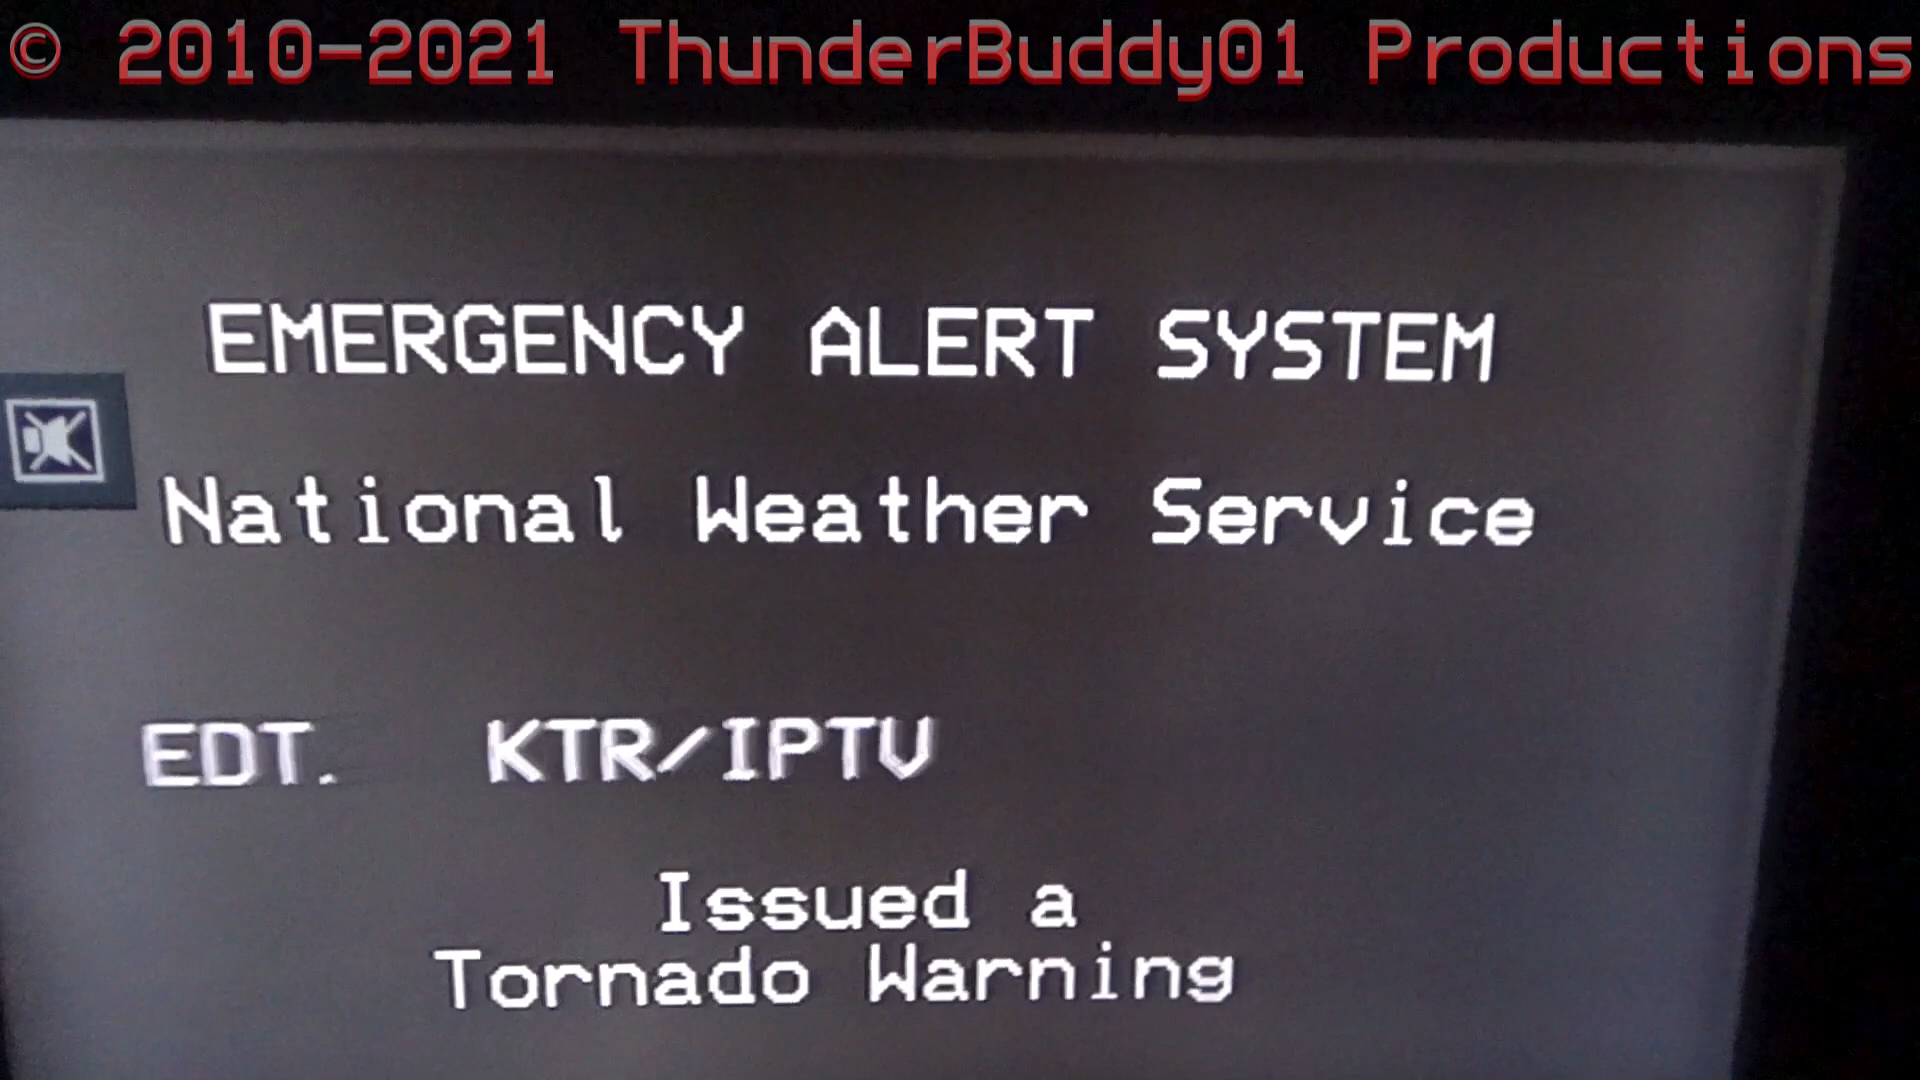 © 2010-2021 ThunderBuddy01 Productions
EMERGENCY ALERT SYSTEM
National Weather Service
EDT. KTR/IPTV
Issued a
Tornado Warning